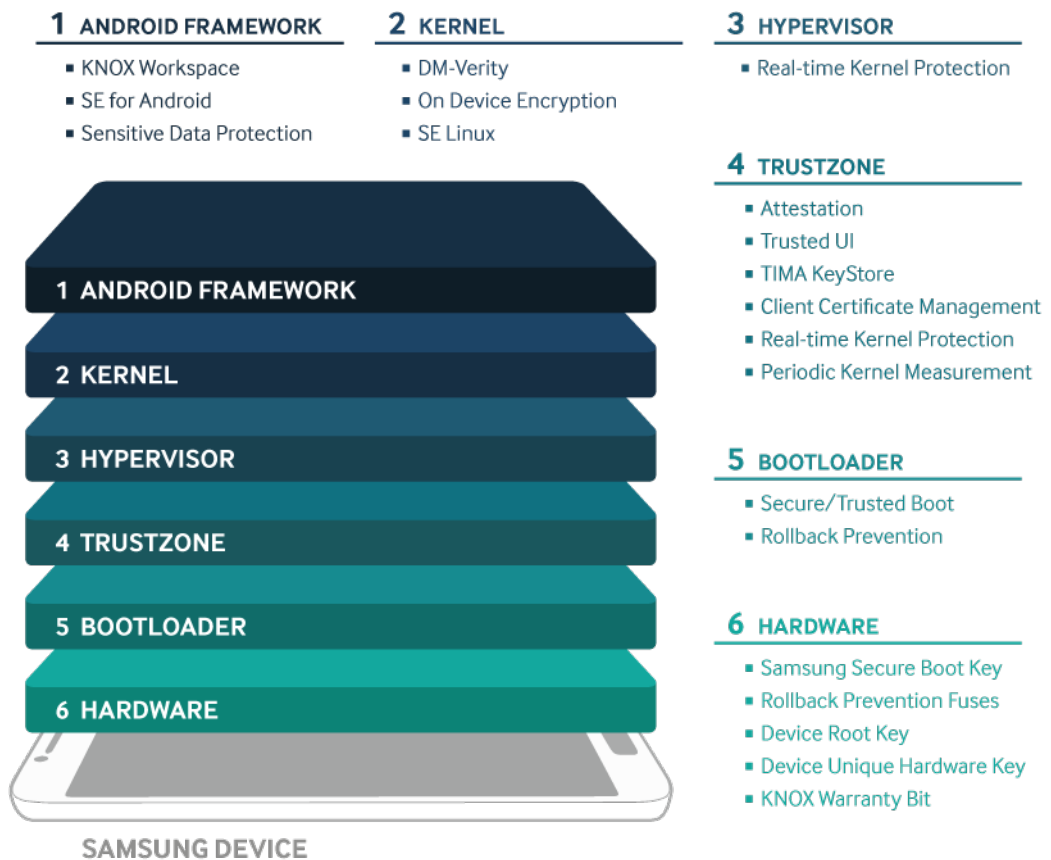 1 ANDROID FRAMEWORK
▪ KNOX Workspace
▪ SE for Android
▪ Sensitive Data Protection
2 KERNEL
▪ DM-Verity
▪ On Device Encryption
▪ SE Linux
3 HYPERVISOR
▪ Real-time Kernel Protection
4 TRUSTZONE
▪ Attestation
▪ Trusted UI
▪ TIMA KeyStore
▪ Client Certificate Management
▪ Real-time Kernel Protection
▪ Periodic Kernel Measurement
5 BOOTLOADER
▪ Secure/Trusted Boot
▪ Rollback Prevention
6 HARDWARE
▪ Samsung Secure Boot Key
▪ Rollback Prevention Fuses
▪ Device Root Key
▪ Device Unique Hardware Key
▪ KNOX Warranty Bit
1 ANDROID FRAMEWORK
2 KERNEL
3 HYPERVISOR
4 TRUSTZONE
5 BOOTLOADER
6 HARDWARE
SAMSUNG DEVICE